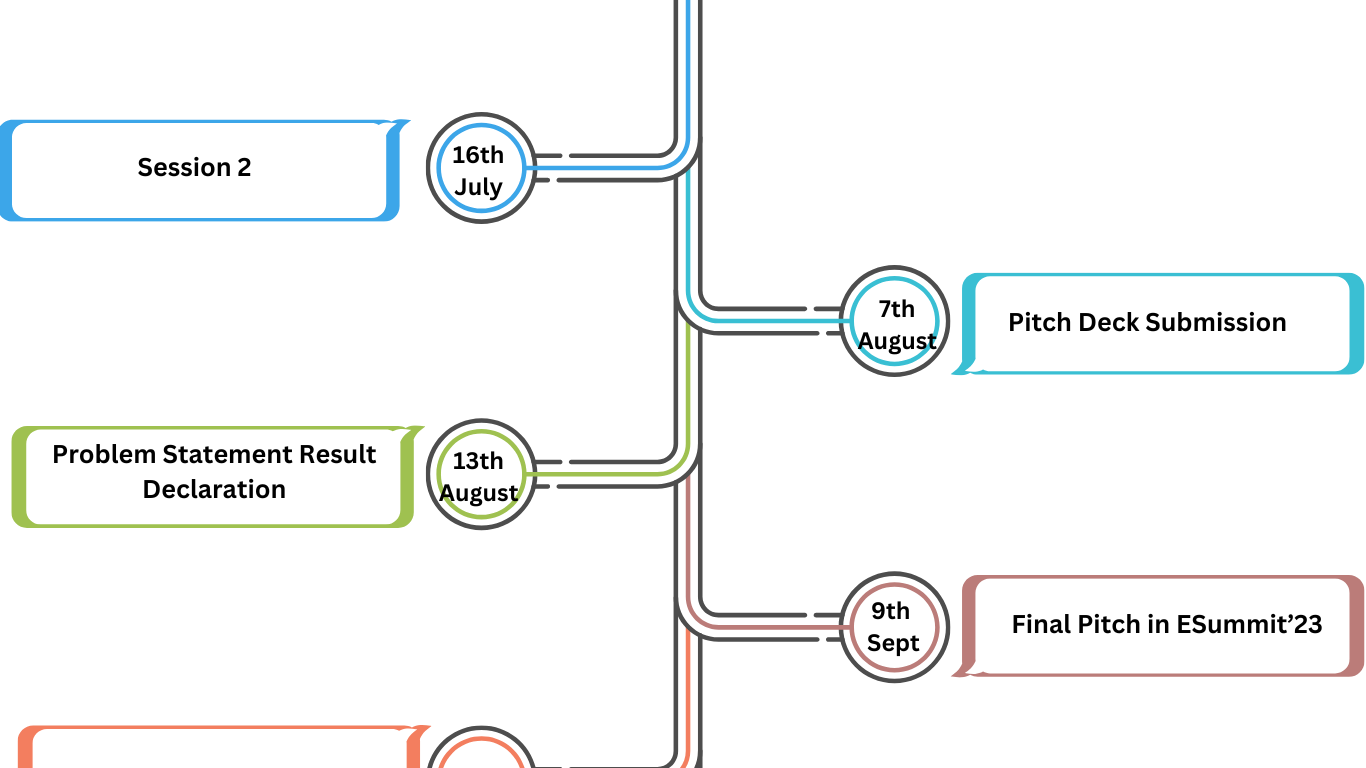 Session 2
16th
July
7th
August
Pitch Deck Submission
Problem Statement Result
Declaration
13th
August
9th
Sept
Final Pitch in ESummit’23